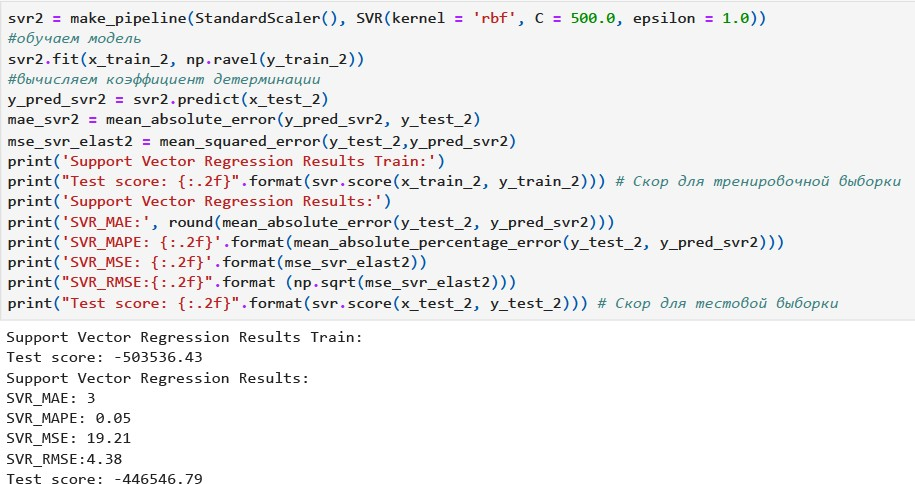 svr2 = make_pipeline(StandardScaler(), SVR(kernel = 'rbf', C = 500.0, epsilon = 1.0))
#обучаем модель
svr2.fit(x_train_2, np.ravel(y_train_2))
#вычисляем коэффициент детерминации
y_pred_svr2 = svr2.predict(x_test_2)
mae_svr2 = mean_absolute_error(y_pred_svr2, y_test_2)
mse_svr_elast2 = mean_squared_error(y_test_2,y_pred_svr2)
print('Support Vector Regression Results Train:')
print("Test score: {:.2f}".format(svr.score(x_train_2, y_train_2))) # Скор для тренировочной выборки
print('Support Vector Regression Results:')
print('SVR_MAE:', round(mean_absolute_error(y_test_2, y_pred_svr2)))
print('SVR_MAPE: {:.2f}'.format(mean_absolute_percentage_error(y_test_2, y_pred_svr2)))
print('SVR_MSE: {:.2f}'.format(mse_svr_elast2))
print("SVR_RMSE:{:.2f}".format (np.sqrt(mse_svr_elast2)))
print("Test score: {:.2f}".format(svr.score(x_test_2, y_test_2))) # Скор для тестовой выборки
Support Vector Regression Results Train:
Test score: -503536.43
Support Vector Regression Results:
SVR_MAE: 3
SVR_MAPE: 0.05
SVR_MSE: 19.21
SVR_RMSE:4.38
Test score: -446546.79